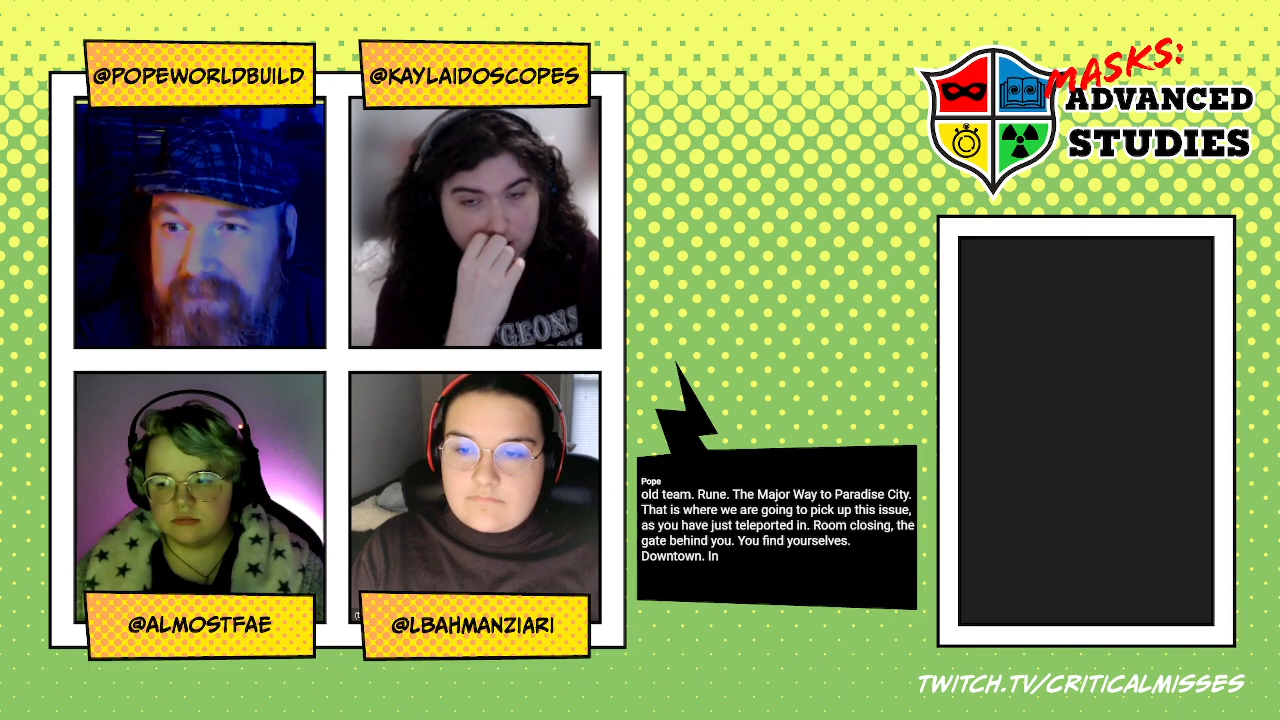 @POPEWORLDBUILD
@KAYLAIDOSCOPES
MASKS:
ADVANCED
STUDIES
GEONS
Pope
old team. Rune. The Major Way to Paradise City.
That is where we are going to pick up this issue,
as you have just teleported in. Room closing, the
gate behind you. You find yourselves.
Downtown. In
@ALMOSTFAE
@LBAHMANZIARI
TWITCH.TV/CRITICALMISSES